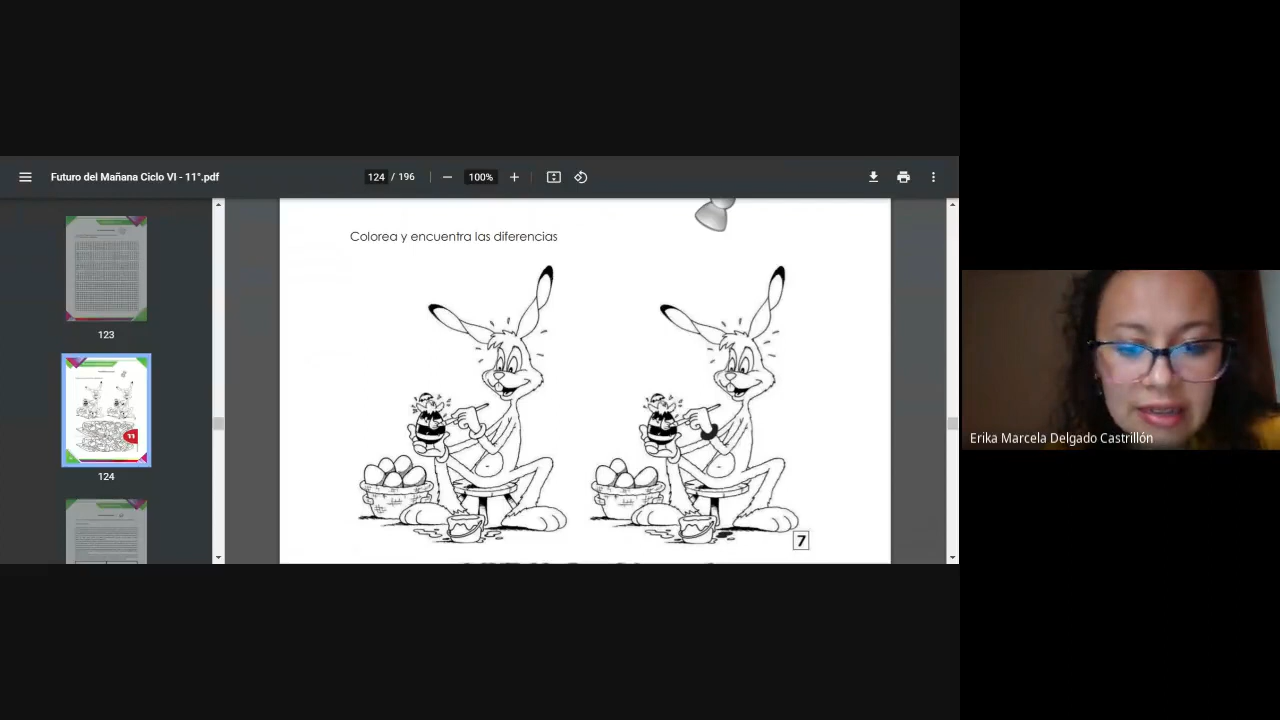 Futuro del Mañana Ciclo VI - 11°.pdf
124 / 196
100%
Colorea y encuentra las diferencias
123
11
124
7
Erika Marcela Delgado Castrillón